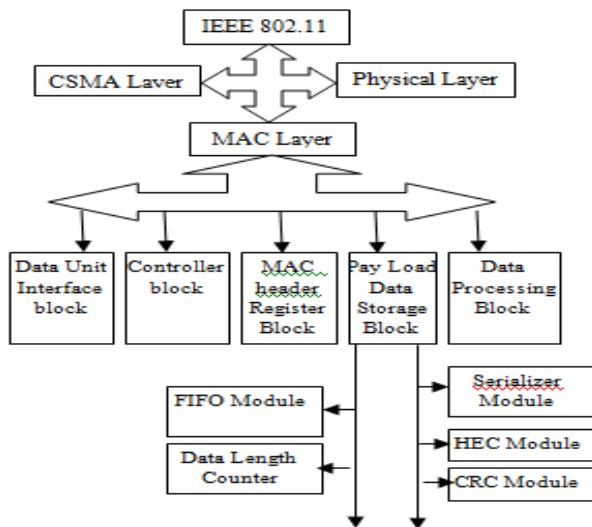 IEEE 802.11
CSMA Laver
Physical Layer
MAC Layer
Data Unit
Interface
block
Controller
block
MAC
header
Register
Block
Pay Load
Data
Storage
Block
Data
Processing
Block
FIFO Module
Data Length
Counter
Serializer
Module
HEC Module
CRC Module